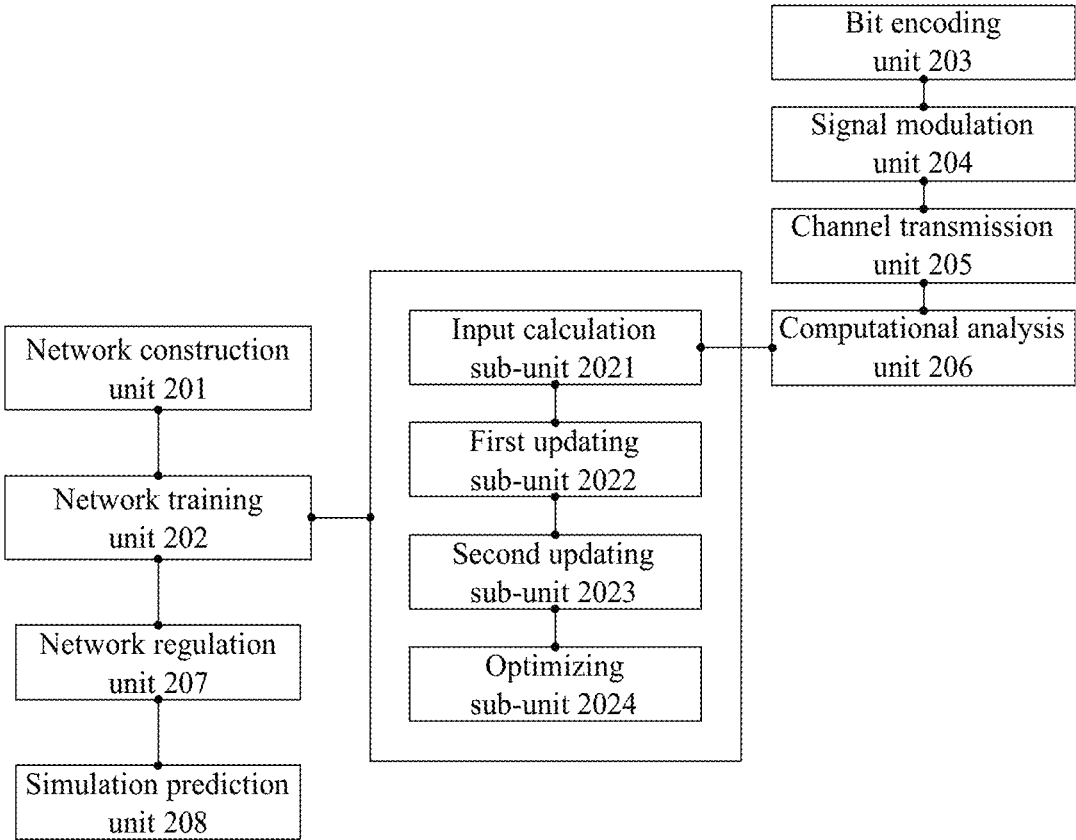 Bit encoding
unit 203
Signal modulation
unit 204
Channel transmission
unit 205
Computational analysis
unit 206
Input calculation
sub-unit 2021
First updating
sub-unit 2022
Second updating
sub-unit 2023
Optimizing
sub-unit 2024
Network construction
unit 201
Network training
unit 202
Network regulation
unit 207
Simulation prediction
unit 208